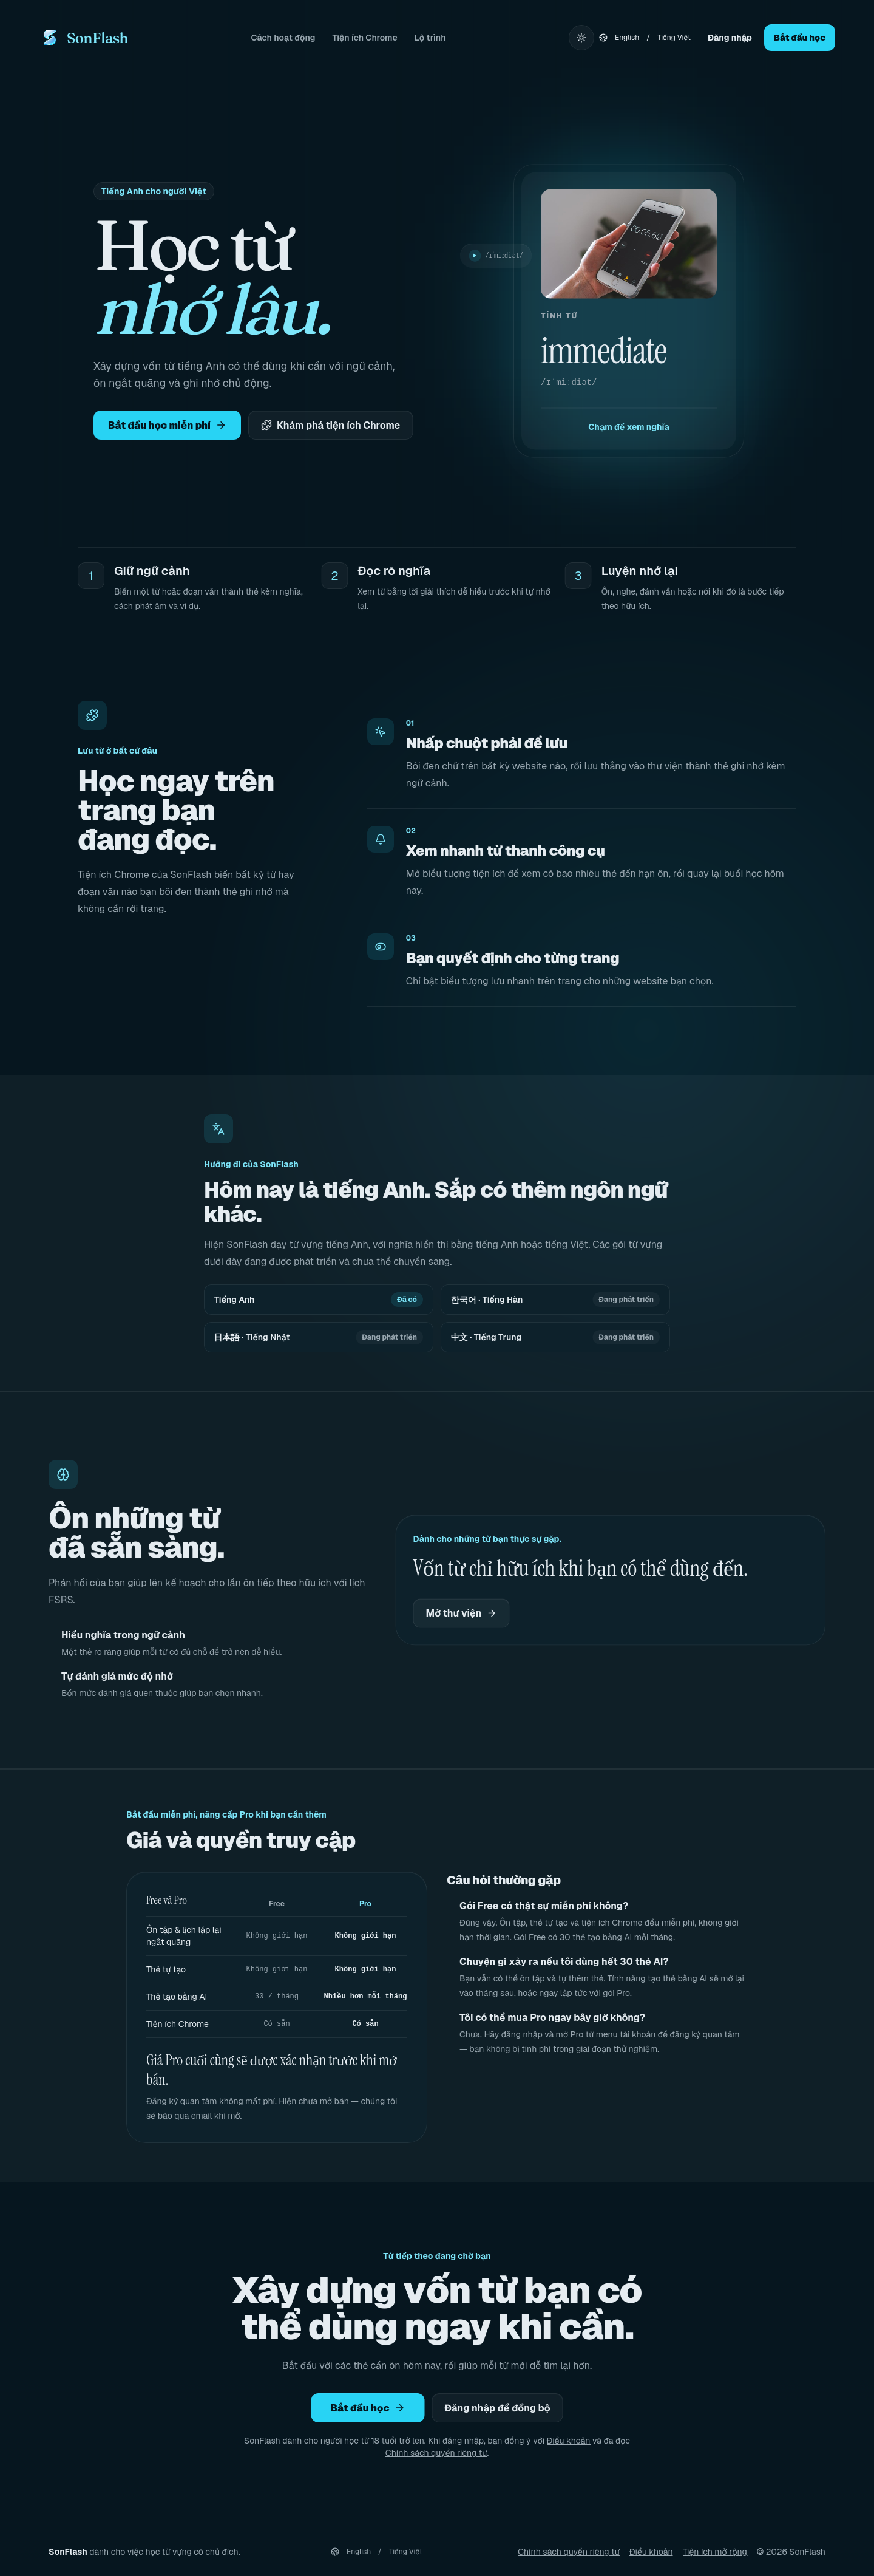 SonFlash
Cách hoạt động
Tiện ích Chrome
Lộ trình
English / Tiếng Việt
Đăng nhập
Bắt đầu học
Tiếng Anh cho người Việt
Học từ
nhớ lâu.
Xây dựng vốn từ tiếng Anh có thể dùng khi cần với ngữ cảnh,
ôn ngắt quãng và ghi nhớ chủ động.
Bắt đầu học miễn phí
Khám phá tiện ích Chrome
/ɪˈmiːdiət/
TÍNH TỪ
immediate
/ɪˈmiːdiət/
Chạm để xem nghĩa
1
Giữ ngữ cảnh
Biến một từ hoặc đoạn văn thành thẻ kèm nghĩa,
cách phát âm và ví dụ.
2
Đọc rõ nghĩa
Xem từ bằng lời giải thích dễ hiểu trước khi tự nhớ
lại.
3
Luyện nhớ lại
Ôn, nghe, đánh vần hoặc nói khi đó là bước tiếp
theo hữu ích.
Lưu từ ở bất cứ đâu
Học ngay trên
trang bạn
đang đọc.
Tiện ích Chrome của SonFlash biến bất kỳ từ hay
đoạn văn nào bạn bôi đen thành thẻ ghi nhớ mà
không cần rời trang.
01
Nhấp chuột phải để lưu
Bôi đen chữ trên bất kỳ website nào, rồi lưu thẳng vào thư viện thành thẻ ghi nhớ kèm
ngữ cảnh.
02
Xem nhanh từ thanh công cụ
Mở biểu tượng tiện ích để xem có bao nhiêu thẻ đến hạn ôn, rồi quay lại buổi học hôm
nay.
03
Bạn quyết định cho từng trang
Chỉ bật biểu tượng lưu nhanh trên trang cho những website bạn chọn.
Hướng đi của SonFlash
Hôm nay là tiếng Anh. Sắp có thêm ngôn ngữ
khác.
Hiện SonFlash dạy từ vựng tiếng Anh, với nghĩa hiển thị bằng tiếng Anh hoặc tiếng Việt. Các gói từ vựng
dưới đây đang được phát triển và chưa thể chuyển sang.
Tiếng Anh
Đã có
한국어 · Tiếng Hàn
Đang phát triển
日本語 · Tiếng Nhật
Đang phát triển
中文 · Tiếng Trung
Đang phát triển
Ôn những từ
đã sẵn sàng.
Phản hồi của bạn giúp lên kế hoạch cho lần ôn tiếp theo hữu ích với lịch
FSRS.
Hiểu nghĩa trong ngữ cảnh
Một thẻ rõ ràng giúp mỗi từ có đủ chỗ để trở nên dễ hiểu.
Tự đánh giá mức độ nhớ
Bốn mức đánh giá quen thuộc giúp bạn chọn nhanh.
Dành cho những từ bạn thực sự gặp.
Vốn từ chỉ hữu ích khi bạn có thể dùng đến.
Mở thư viện
Bắt đầu miễn phí, nâng cấp Pro khi bạn cần thêm
Giá và quyền truy cập
Free và Pro
Free
Pro
Ôn tập & lịch lặp lại
ngắt quãng
Không giới hạn
Không giới hạn
Thẻ tự tạo
Không giới hạn
Không giới hạn
Thẻ tạo bằng AI
30 / tháng
Nhiều hơn mỗi tháng
Tiện ích Chrome
Có sẵn
Có sẵn
Giá Pro cuối cùng sẽ được xác nhận trước khi mở
bán.
Đăng ký quan tâm không mất phí. Hiện chưa mở bán — chúng tôi
sẽ báo qua email khi mở.
Câu hỏi thường gặp
Gói Free có thật sự miễn phí không?
Đúng vậy. Ôn tập, thẻ tự tạo và tiện ích Chrome đều miễn phí, không giới
hạn thời gian. Gói Free có 30 thẻ tạo bằng AI mỗi tháng.
Chuyện gì xảy ra nếu tôi dùng hết 30 thẻ AI?
Bạn vẫn có thể ôn tập và tự thêm thẻ. Tính năng tạo thẻ bằng AI sẽ mở lại
vào tháng sau, hoặc ngay lập tức với gói Pro.
Tôi có thể mua Pro ngay bây giờ không?
Chưa. Hãy đăng nhập và mở Pro từ menu tài khoản để đăng ký quan tâm
— bạn không bị tính phí trong giai đoạn thử nghiệm.
Từ tiếp theo đang chờ bạn
Xây dựng vốn từ bạn có
thể dùng ngay khi cần.
Bắt đầu với các thẻ cần ôn hôm nay, rồi giúp mỗi từ mới dễ tìm lại hơn.
Bắt đầu học
Đăng nhập để đồng bộ
SonFlash dành cho người học từ 18 tuổi trở lên. Khi đăng nhập, bạn đồng ý với Điều khoản và đã đọc
Chính sách quyền riêng tư.
SonFlash dành cho việc học từ vựng có chủ đích.
English / Tiếng Việt
Chính sách quyền riêng tư
Điều khoản
Tiện ích mở rộng
© 2026 SonFlash